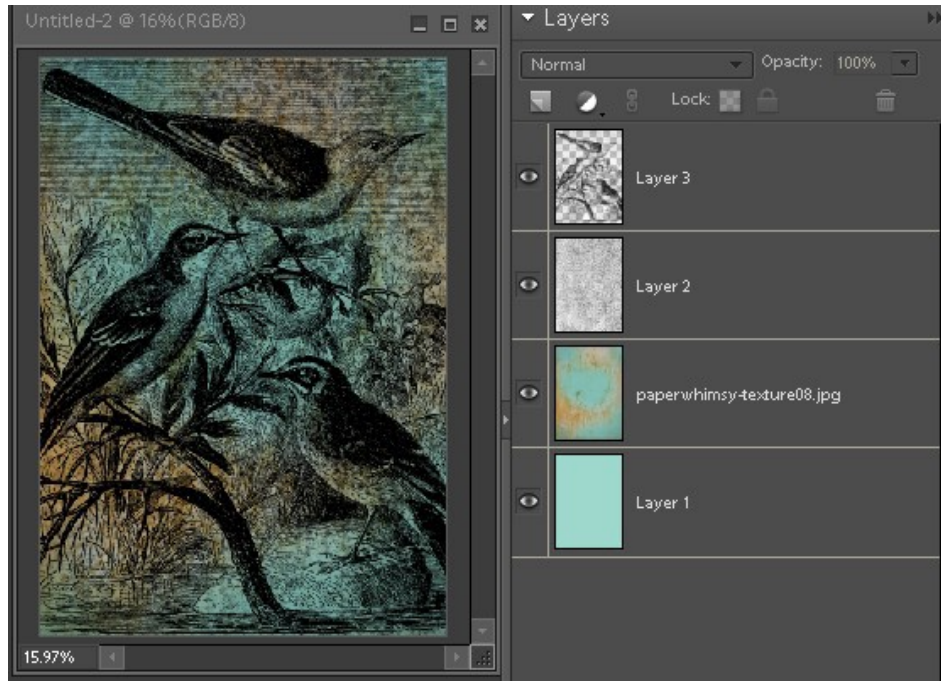 Untitled-2 @ 16%(RGB/8)
15.97%
Layers
Normal
Opacity: 100%
Lock:
Layer 3
Layer 2
paperwhimsy-texture08.jpg
Layer 1